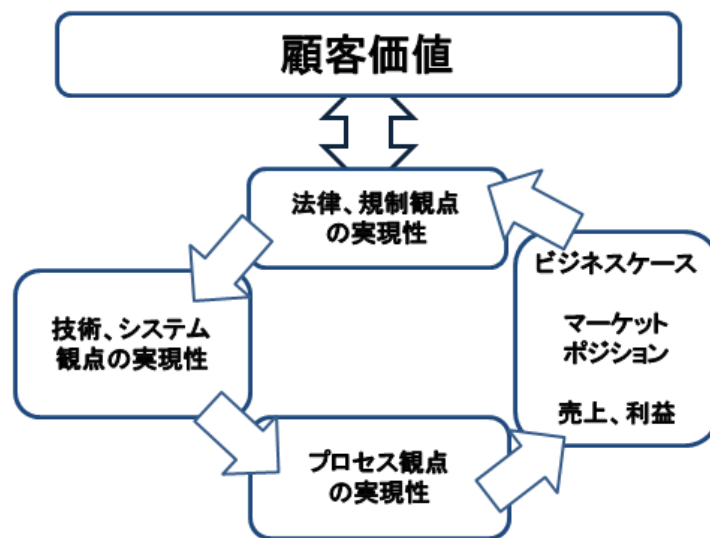 顧客価値
法律、規制観点
の実現性
ビジネスケース
マーケット
ポジション
売上、利益
技術、システム
観点の実現性
プロセス観点
の実現性